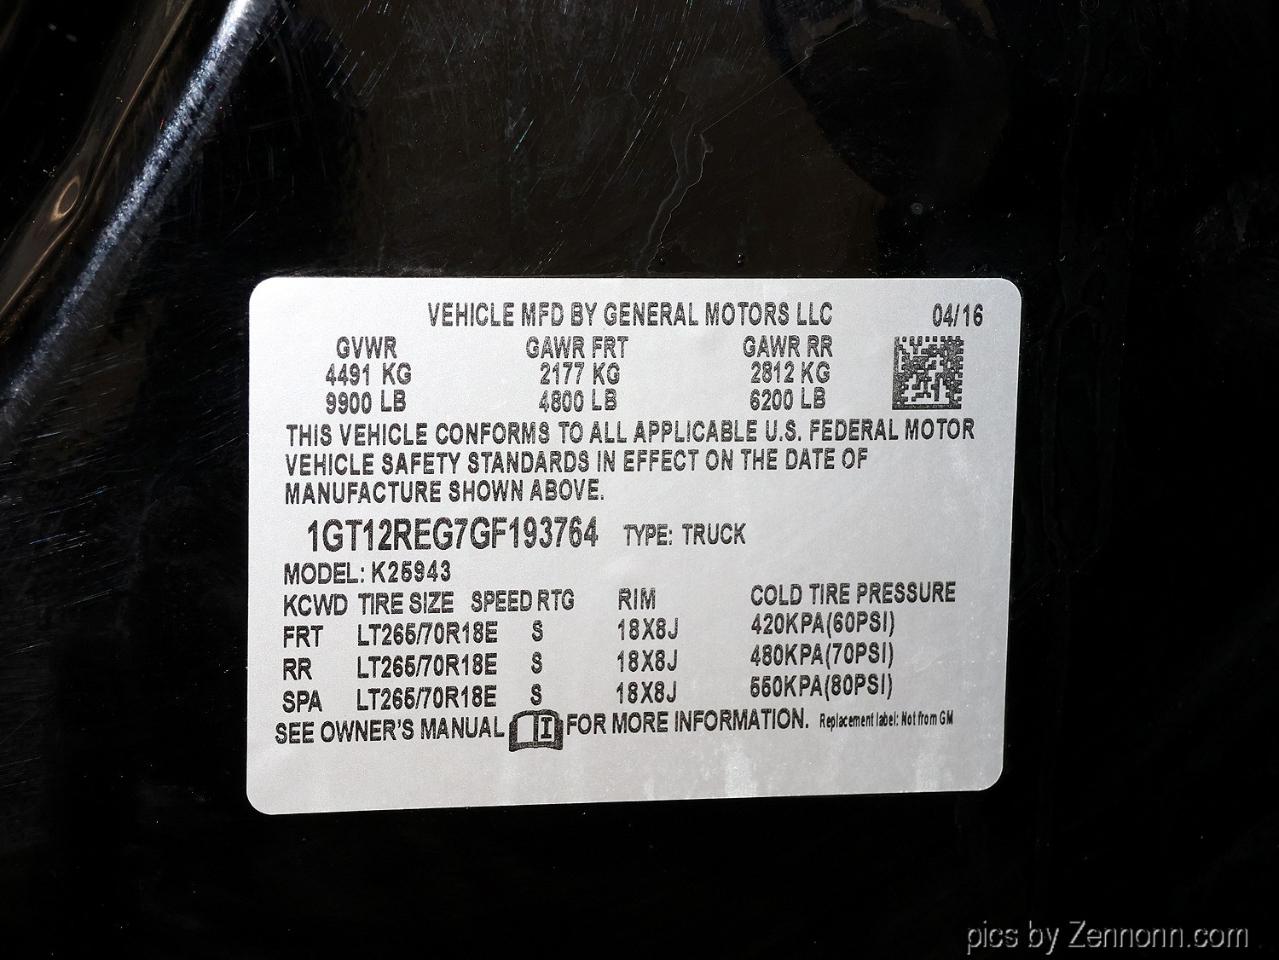 VEHICLE MFD BY GENERAL MOTORS LLC 04/16
GVWR GAWR FRT GAWR RR
4491 KG 2177 KG 2812 KG
9900 LB 4800 LB 6200 LB
THIS VEHICLE CONFORMS TO ALL APPLICABLE U.S. FEDERAL MOTOR
VEHICLE SAFETY STANDARDS IN EFFECT ON THE DATE OF
MANUFACTURE SHOWN ABOVE.
1GT12REG7GF193764 TYPE: TRUCK
MODEL: K25943
KCWD TIRE SIZE SPEED RTG RIM COLD TIRE PRESSURE
FRT LT265/70R18E S 18X8J 420KPA(60PSI)
RR LT265/70R18E S 18X8J 480KPA(70PSI)
SPA LT265/70R18E S 18X8J 550KPA(80PSI)
SEE OWNER'S MANUAL FOR MORE INFORMATION. Replacement label: Not from GM
pics by Zennonn.com